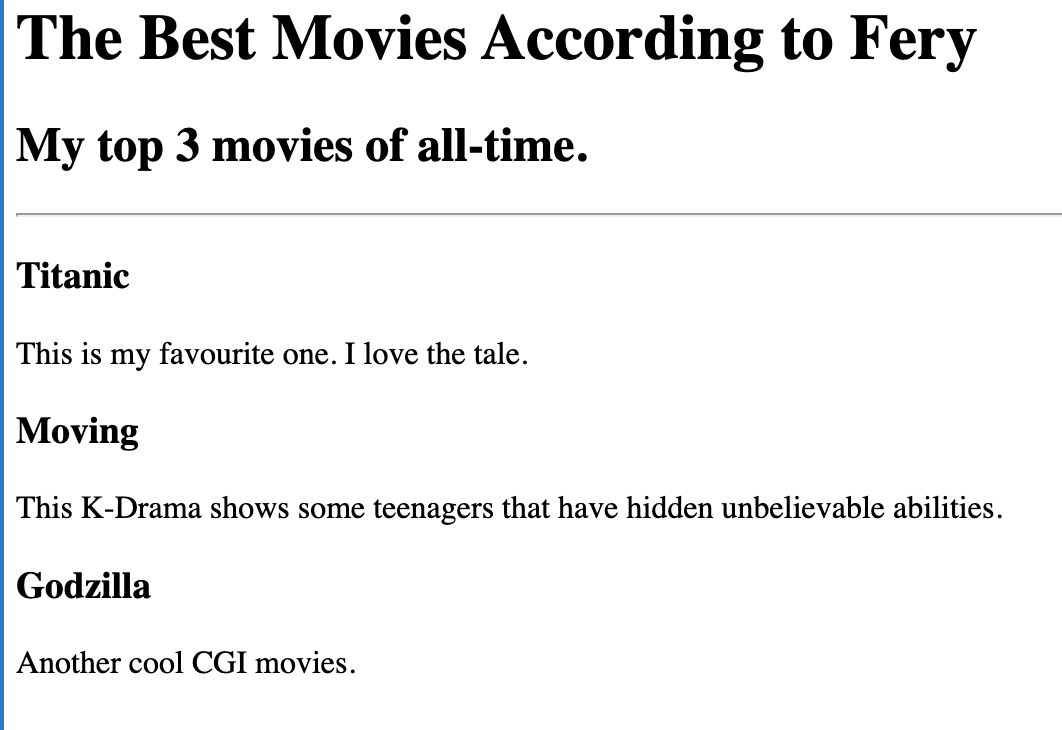 The Best Movies According to Fery
My top 3 movies of all-time.
Titanic
This is my favourite one. I love the tale.
Moving
This K-Drama shows some teenagers that have hidden unbelievable abilities.
Godzilla
Another cool CGI movies.